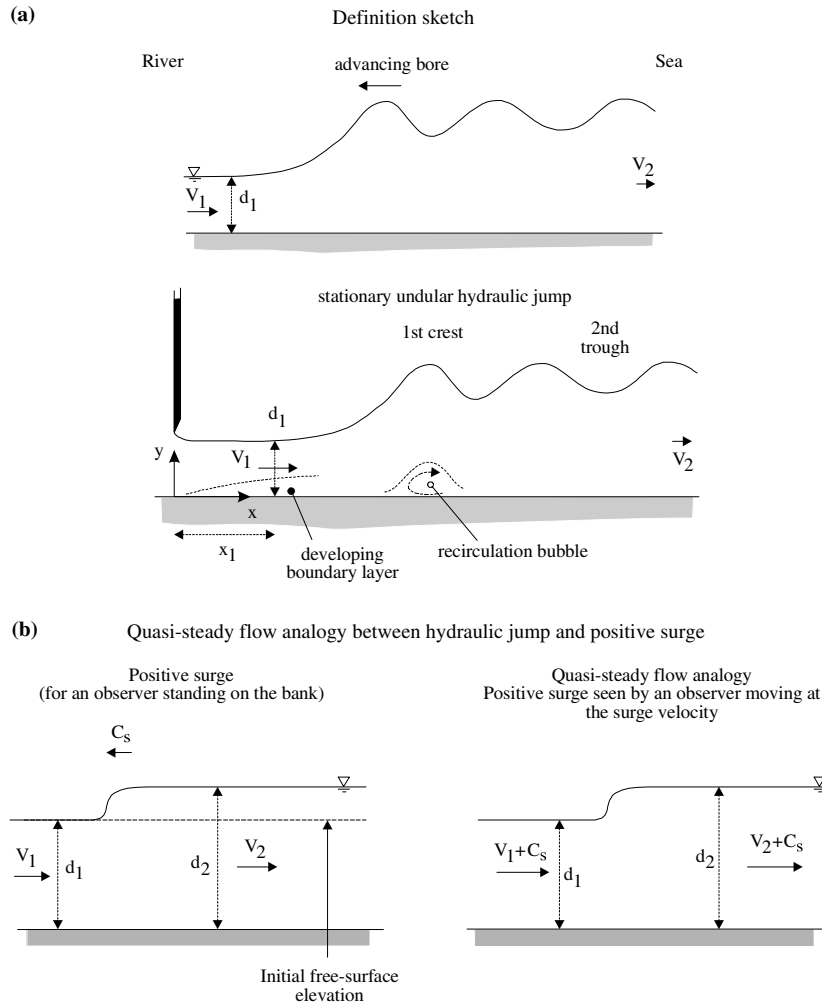 (a)
Definition sketch
River
advancing bore
Sea
V1
d1
V2
stationary undular hydraulic jump
1st crest
2nd
trough
d1
y
V1
V2
x
x1
developing
boundary layer
recirculation bubble
(b) Quasi-steady flow analogy between hydraulic jump and positive surge
Positive surge
(for an observer standing on the bank)
Cs
V1
d1
d2
V2
Initial free-surface
elevation
Quasi-steady flow analogy
Positive surge seen by an observer moving at
the surge velocity
V1+Cs
d1
d2
V2+Cs